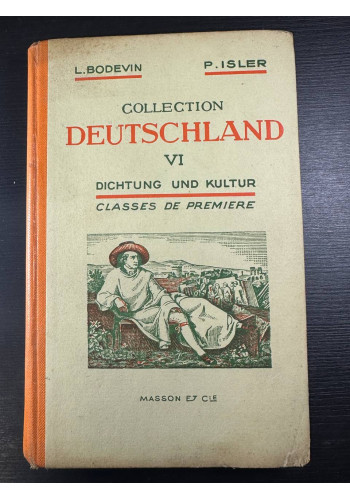 L. BODEVIN P. ISLER
COLLECTION
DEUTSCHLAND
VI
DICHTUNG UND KULTUR
CLASSES DE PREMIERE
MASSON ET CIE